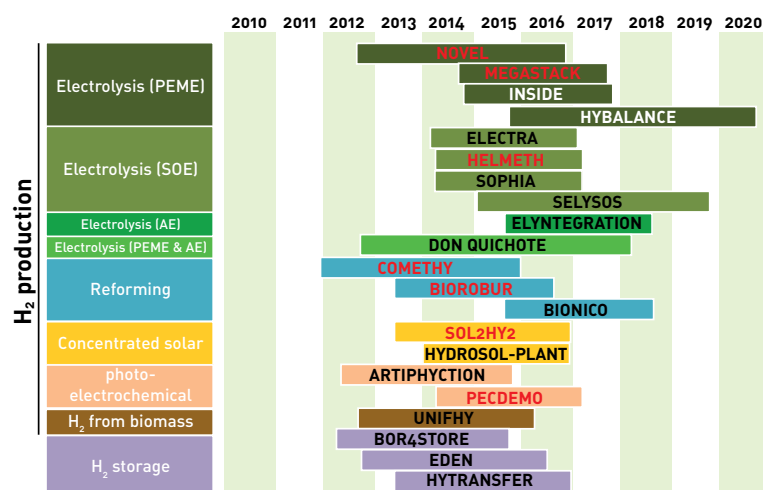 2010 2011 2012 2013 2014 2015 2016 2017 2018 2019 2020
H₂ production
Electrolysis (PEME)
NOVEL
MEGASTACK
INSIDE
HYBALANCE
Electrolysis (SOE)
ELECTRA
HELMETH
SOPHIA
SELYSOS
Electrolysis (AE)
ELYNTEGRATION
Electrolysis (PEME & AE)
DON QUICHOTE
Reforming
COMETHY
BIOROBUR
BIONICO
Concentrated solar
SOL2HY2
HYDROSOL-PLANT
photo-
electrochemical
ARTIPHYCTION
PECDEMO
H₂ from biomass
UNIFHY
H₂ storage
BOR4STORE
EDEN
HYTRANSFER